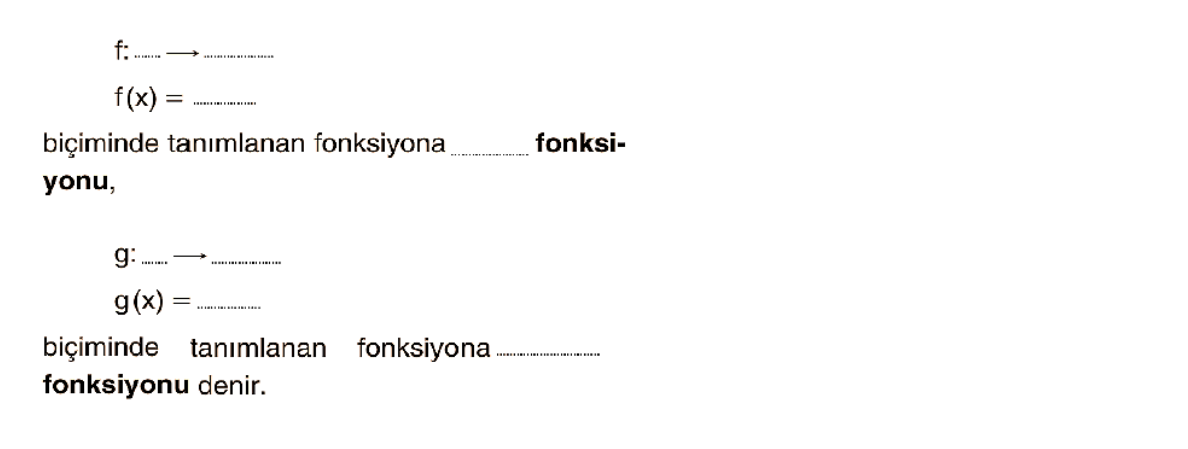 f: ...... → ..................
f(x) = ................
biçiminde tanımlanan fonksiyona .................. fonksi-
yonu,
g: ...... → ..................
g(x) = ................
biçiminde tanımlanan fonksiyona ..........................
fonksiyonu denir.